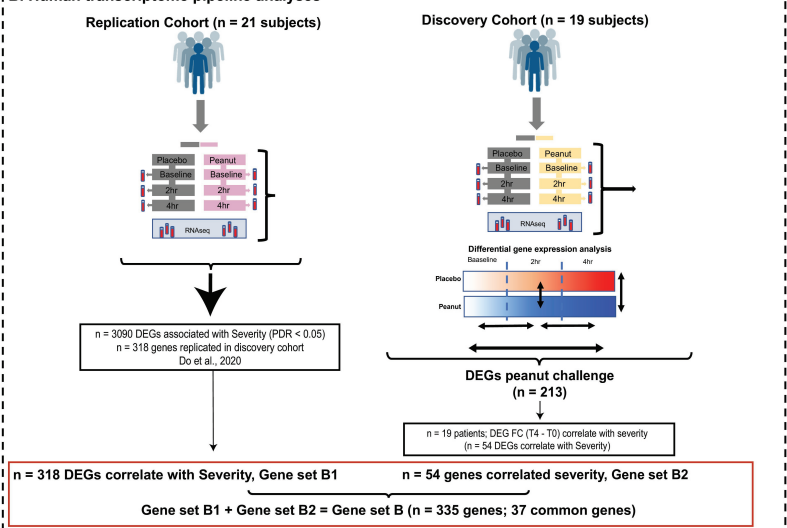 B. Human transcriptome pipeline analyses
Replication Cohort (n = 21 subjects)
Placebo Peanut
Baseline Baseline
2hr 2hr
4hr 4hr
RNAseq
n = 3090 DEGs associated with Severity (PDR < 0.05)
n = 318 genes replicated in discovery cohort
Do et al., 2020
Discovery Cohort (n = 19 subjects)
Placebo Peanut
Baseline Baseline
2hr 2hr
4hr 4hr
RNAseq
Differential gene expression analysis
Baaseline 2hr 4hr
Placebo
Peanut
DEGs peanut challenge
(n = 213)
n = 19 patients; DEG FC (T4 - T0) correlate with severity
(n = 54 DEGs correlate with Severity)
n = 318 DEGs correlate with Severity, Gene set B1
n = 54 genes correlated severity, Gene set B2
Gene set B1 + Gene set B2 = Gene set B (n = 335 genes; 37 common genes)